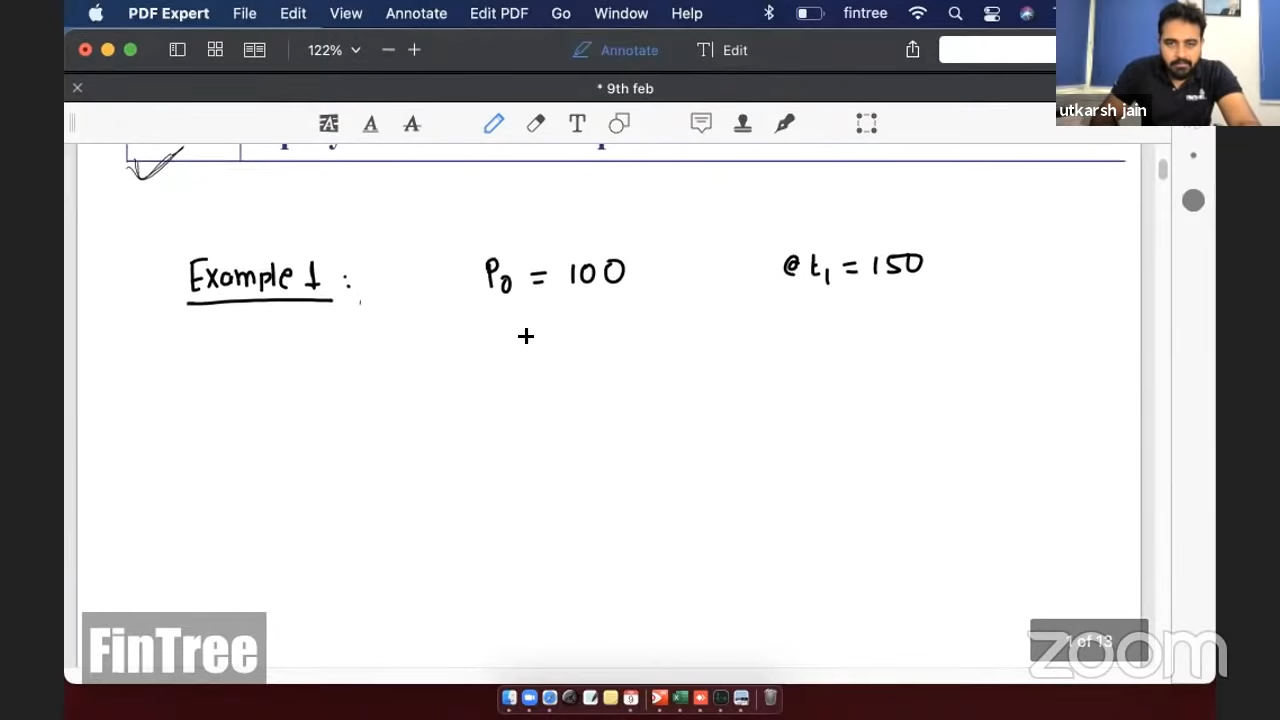 PDF Expert File Edit View Annotate Edit PDF Go Window Help fintree
122% Annotate T Edit
* 9th feb
utkarsh jain
Example 1 : P0 = 100 @ t1 = 150
FinTree
1 of 13
zoom